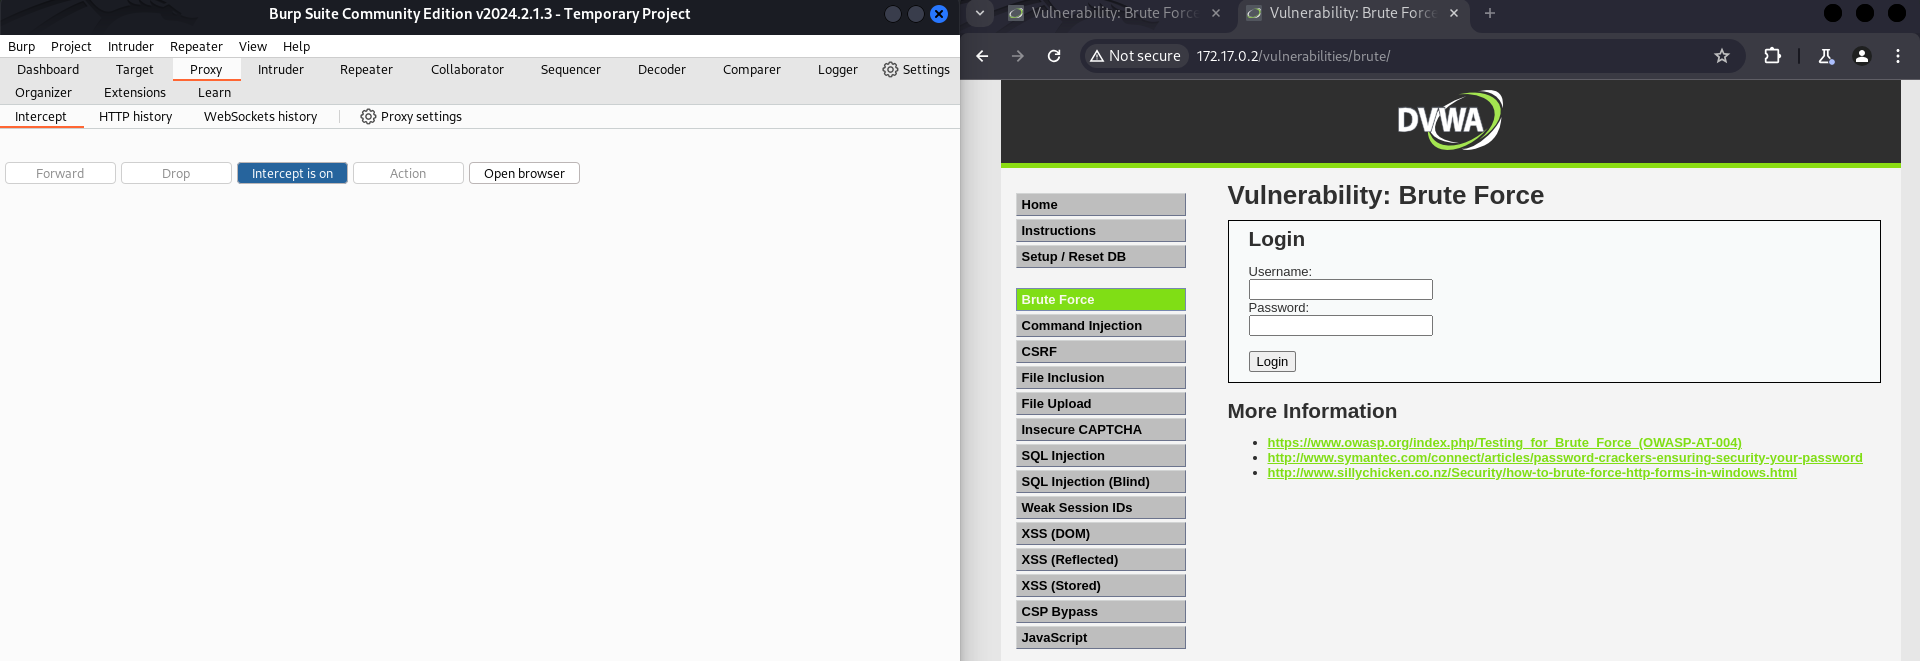 Burp Suite Community Edition v2024.2.1.3 - Temporary Project
Burp Project Intruder Repeater View Help
Dashboard Target Proxy Intruder Repeater Collaborator Sequencer Decoder Comparer Logger Settings
Organizer Extensions Learn
Intercept HTTP history WebSockets history Proxy settings
Forward Drop Intercept is on Action Open browser
Vulnerability: Brute Force Vulnerability: Brute Force
Not secure 172.17.0.2/vulnerabilities/brute/
DVWA
Home
Instructions
Setup / Reset DB
Brute Force
Command Injection
CSRF
File Inclusion
File Upload
Insecure CAPTCHA
SQL Injection
SQL Injection (Blind)
Weak Session IDs
XSS (DOM)
XSS (Reflected)
XSS (Stored)
CSP Bypass
JavaScript
Vulnerability: Brute Force
Login
Username:
Password:
Login
More Information
https://www.owasp.org/index.php/Testing_for_Brute_Force_(OWASP-AT-004)
http://www.symantec.com/connect/articles/password-crackers-ensuring-security-your-password
http://www.sillychicken.co.nz/Security/how-to-brute-force-http-forms-in-windows.html